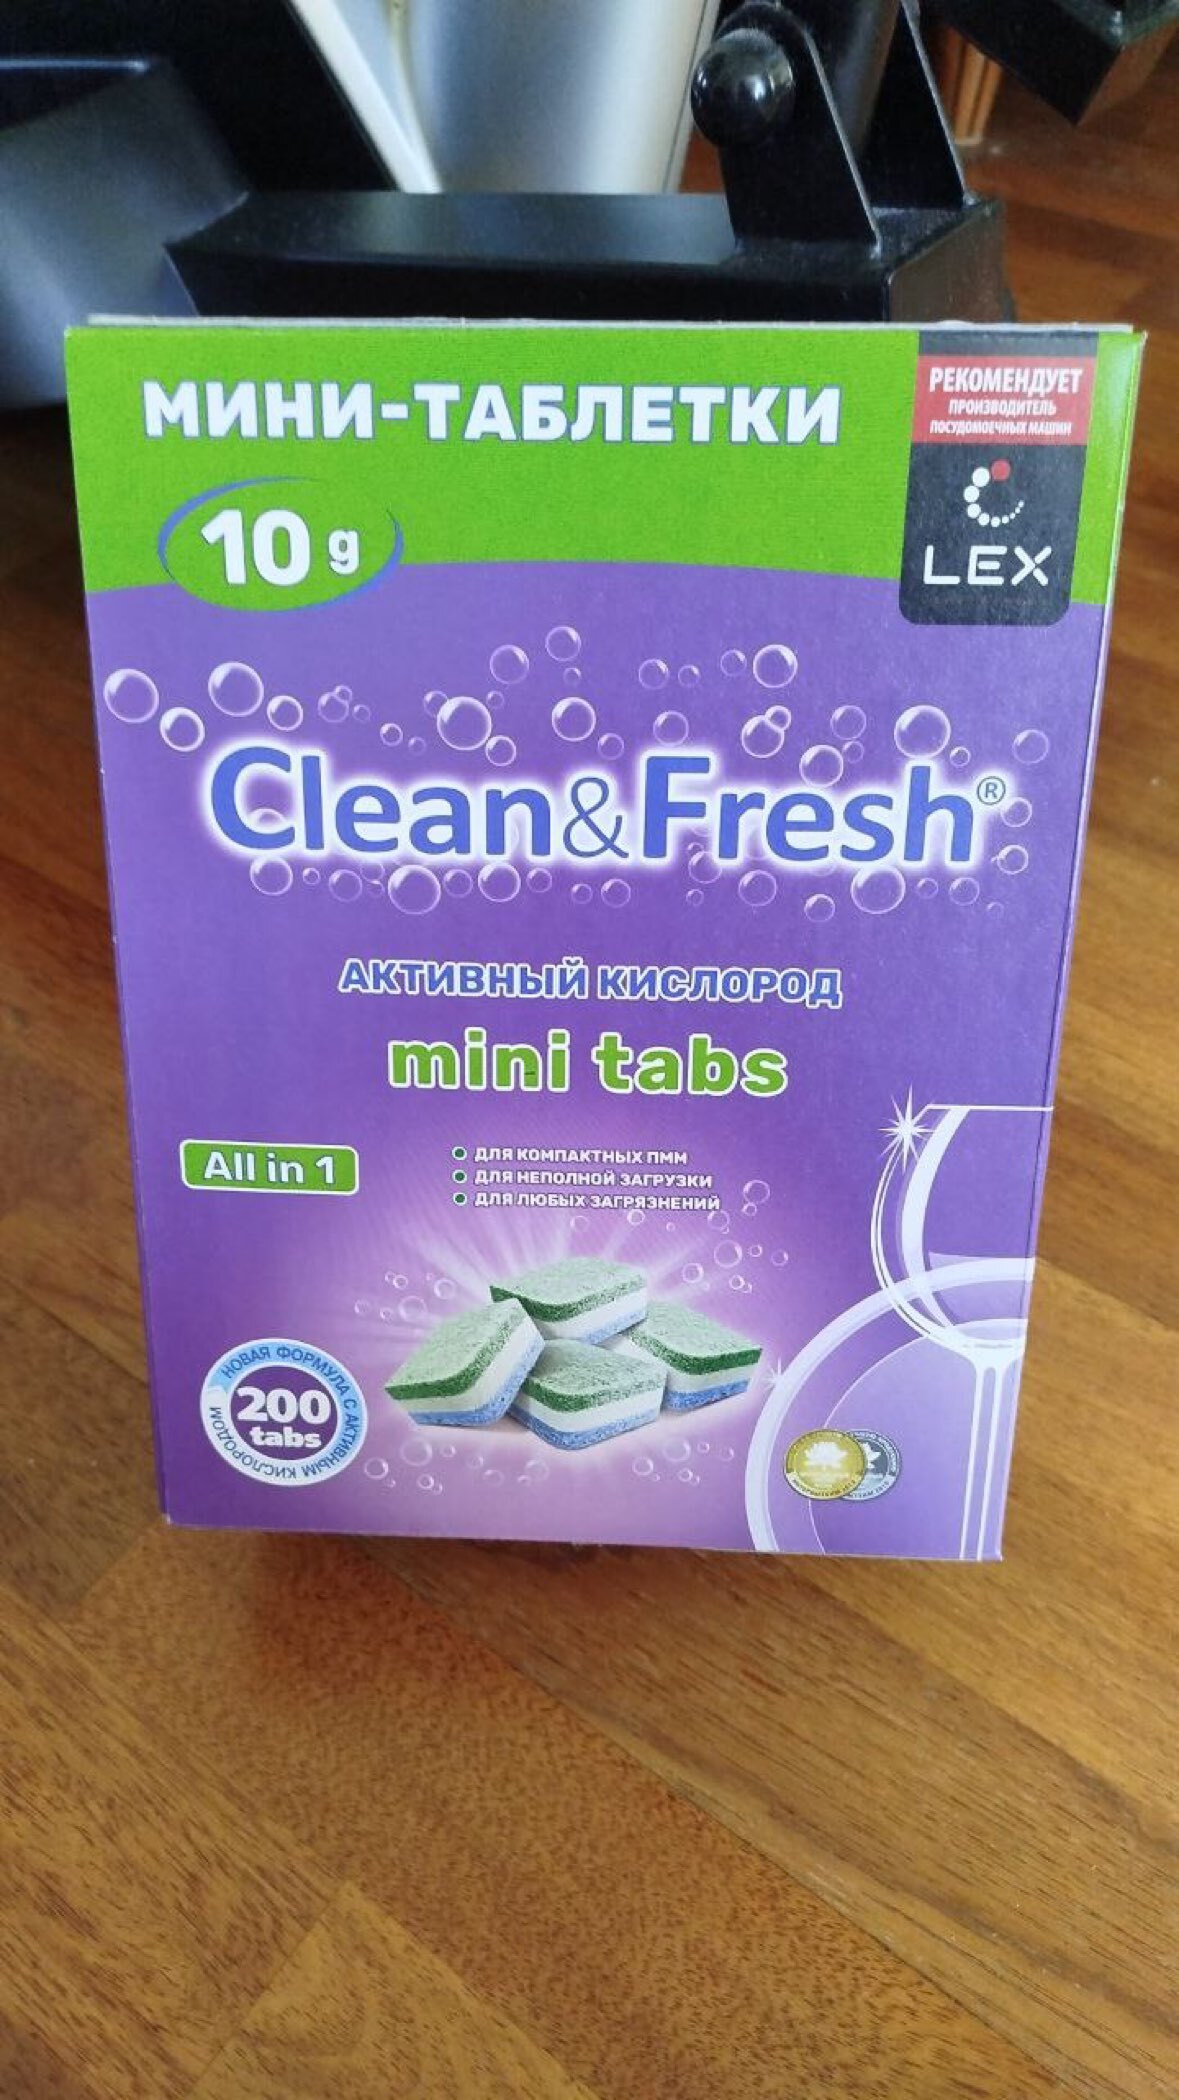 МИНИ-ТАБЛЕТКИ
10 g
РЕКОМЕНДУЕТ
ПРОИЗВОДИТЕЛЬ
ПОСУДОМОЕЧНЫХ МАШИН
LEX
Clean&Fresh®
АКТИВНЫЙ КИСЛОРОД
mini tabs
All in 1
ДЛЯ КОМПАКТНЫХ ПММ
ДЛЯ НЕПОЛНОЙ ЗАГРУЗКИ
ДЛЯ ЛЮБЫХ ЗАГРЯЗНЕНИЙ
НОВАЯ ФОРМУЛА С АКТИВНЫМ КИСЛОРОДОМ
200
tabs